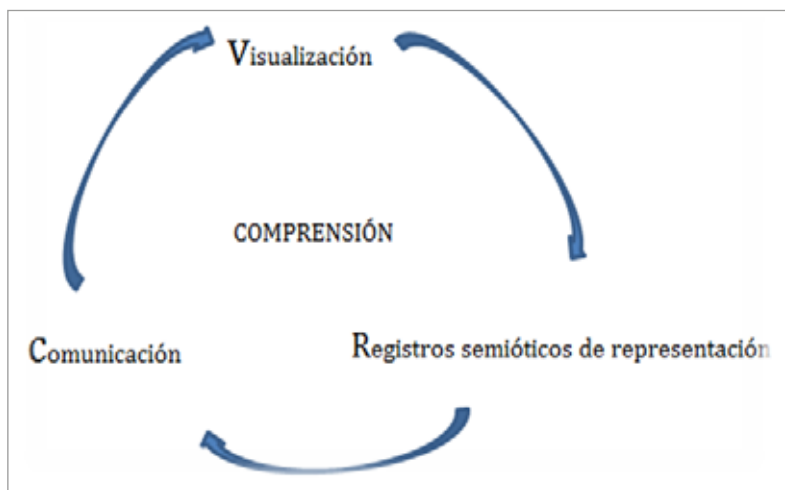 Visualización
COMPRENSIÓN
Comunicación
Registros semióticos de representación